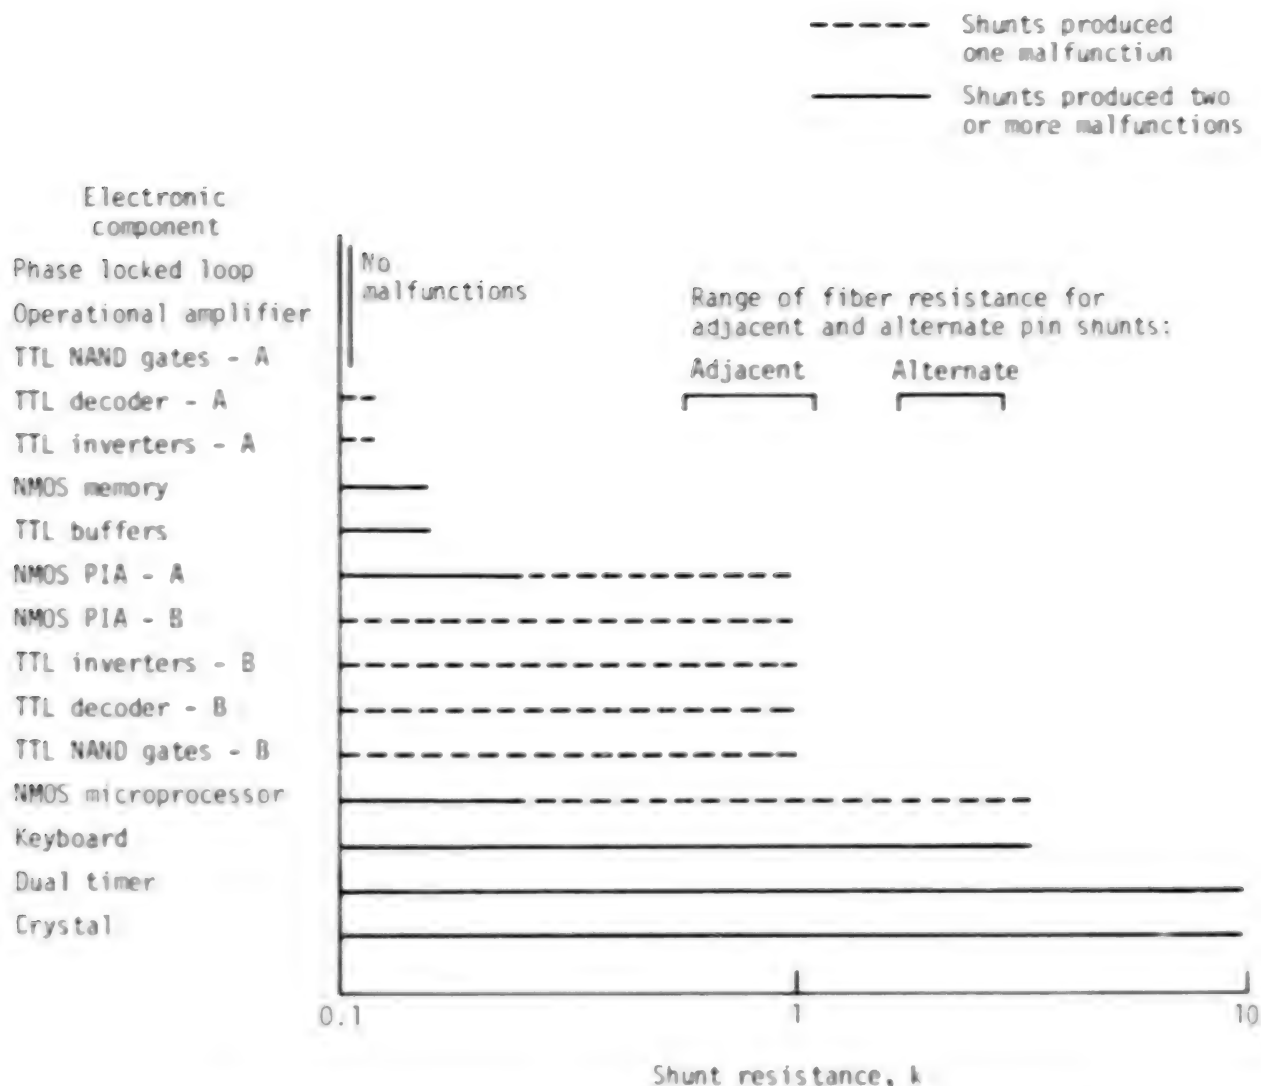 Shunts produced
one malfunction
Shunts produced two
or more malfunctions
Electronic
component
Phase locked loop
No
malfunctions
Operational amplifier
Range of fiber resistance for
adjacent and alternate pin shunts:
TTL NAND gates - A
Adjacent
Alternate
TTL decoder - A
TTL inverters - A
NMOS memory
TTL buffers
NMOS PIA - A
NMOS PIA - B
TTL inverters - B
TTL decoder - B
TTL NAND gates - B
NMOS microprocessor
Keyboard
Dual timer
Crystal
0.1
1
10
Shunt resistance, k